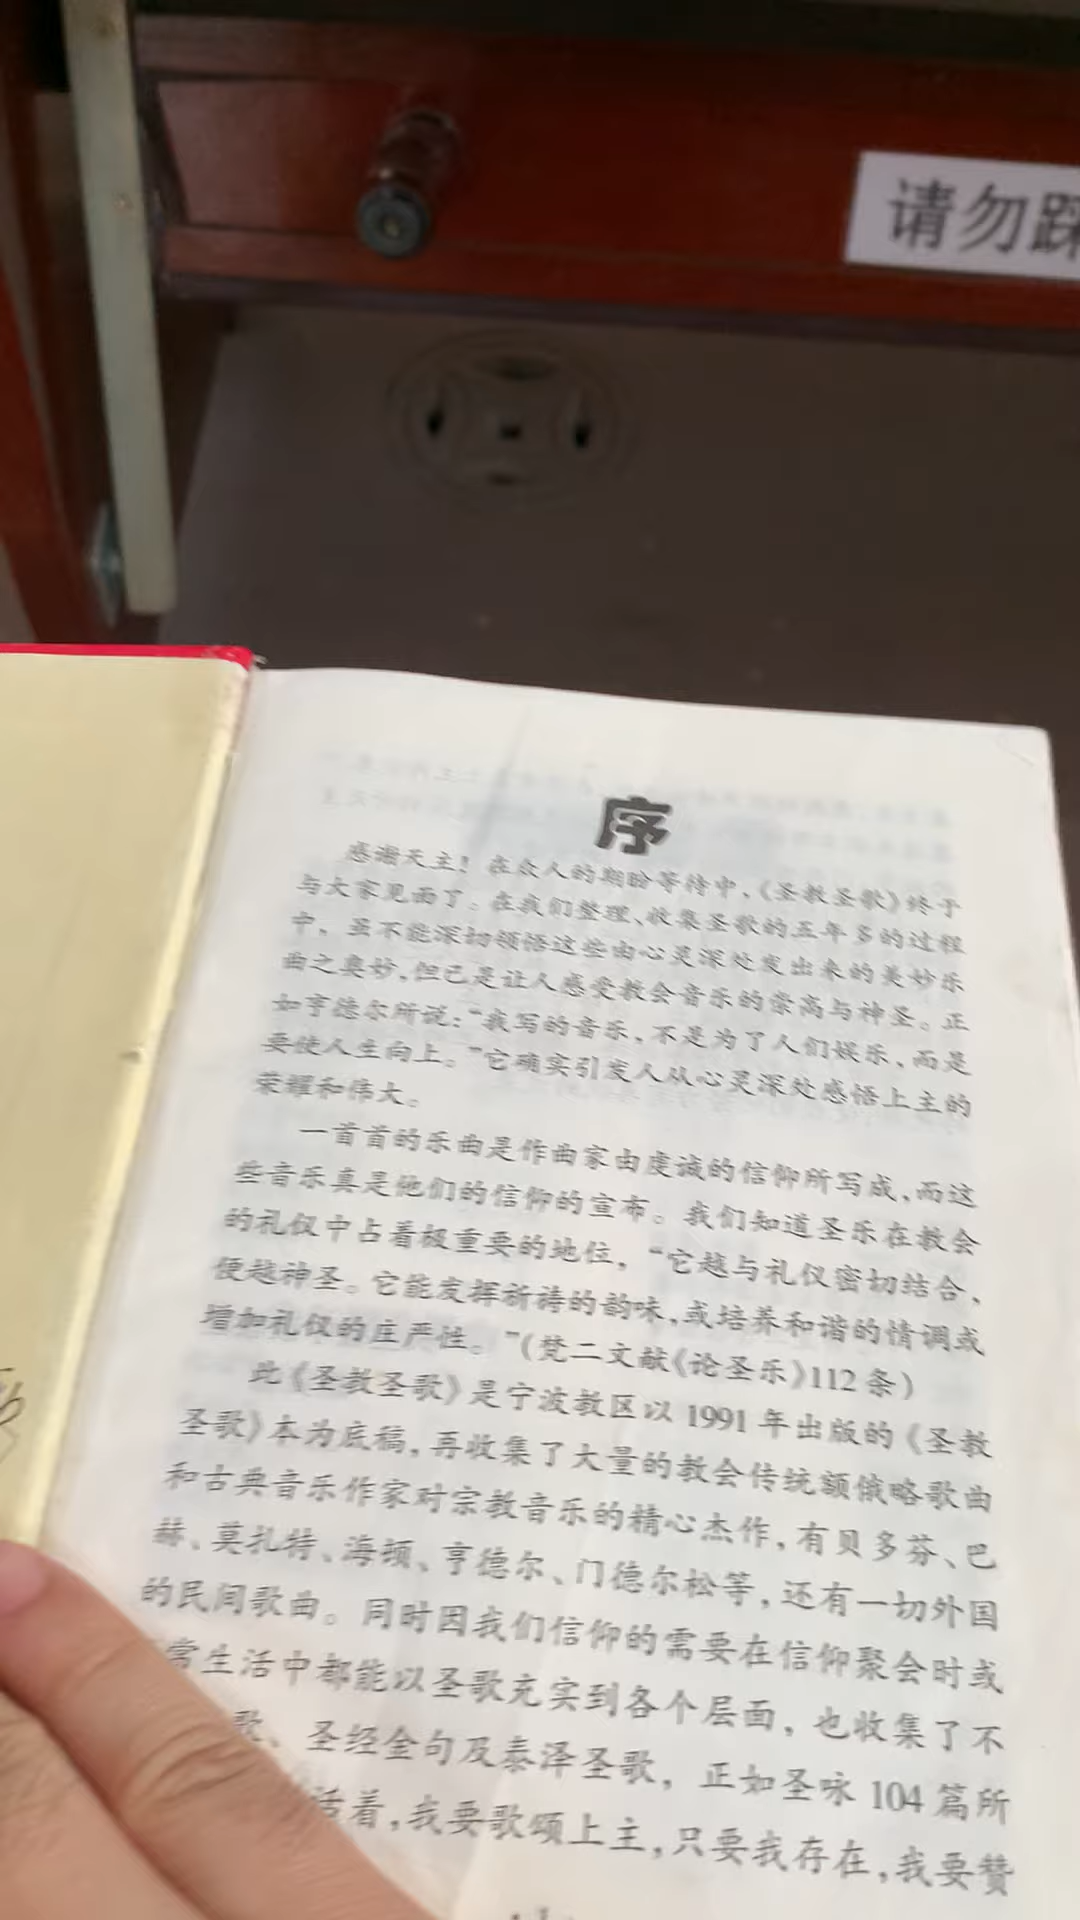 请勿踩
序
感谢天主！在众人的期盼等待中，《圣教圣歌》终于
与大家见面了。在我们整理、收集圣歌的五年多的过程
中，虽不能深切领悟这些由心灵深处发出来的美妙乐
曲之奥妙，但已是让人感受教会音乐的崇高与神圣。正
如亨德尔所说：“我写的音乐，不是为了人们娱乐，而是
要使人生向上。”它确实引发人从心灵深处感悟上主的
荣耀和伟大。
一首首的乐曲是作曲家由虔诚的信仰所写成，而这
些音乐真是他们的信仰的宣布。我们知道圣乐在教会
的礼仪中占着极重要的地位，“它越与礼仪密切结合，
便越神圣。它能发挥祈祷的韵味，或培养和谐的情调或
增加礼仪的庄严性。”（梵二文献《论圣乐》112条）
此《圣教圣歌》是宁波教区以1991年出版的《圣教
圣歌》本为底稿，再收集了大量的教会传统额俄略歌曲
和古典音乐作家对宗教音乐的精心杰作，有贝多芬、巴
赫、莫扎特、海顿、亨德尔、门德尔松等，还有一切外国
的民间歌曲。同时因我们信仰的需要在信仰聚会时或
常生活中都能以圣歌充实到各个层面，也收集了不
歌、圣经金句及泰泽圣歌，正如圣咏104篇所
活着，我要歌颂上主，只要我存在，我要赞